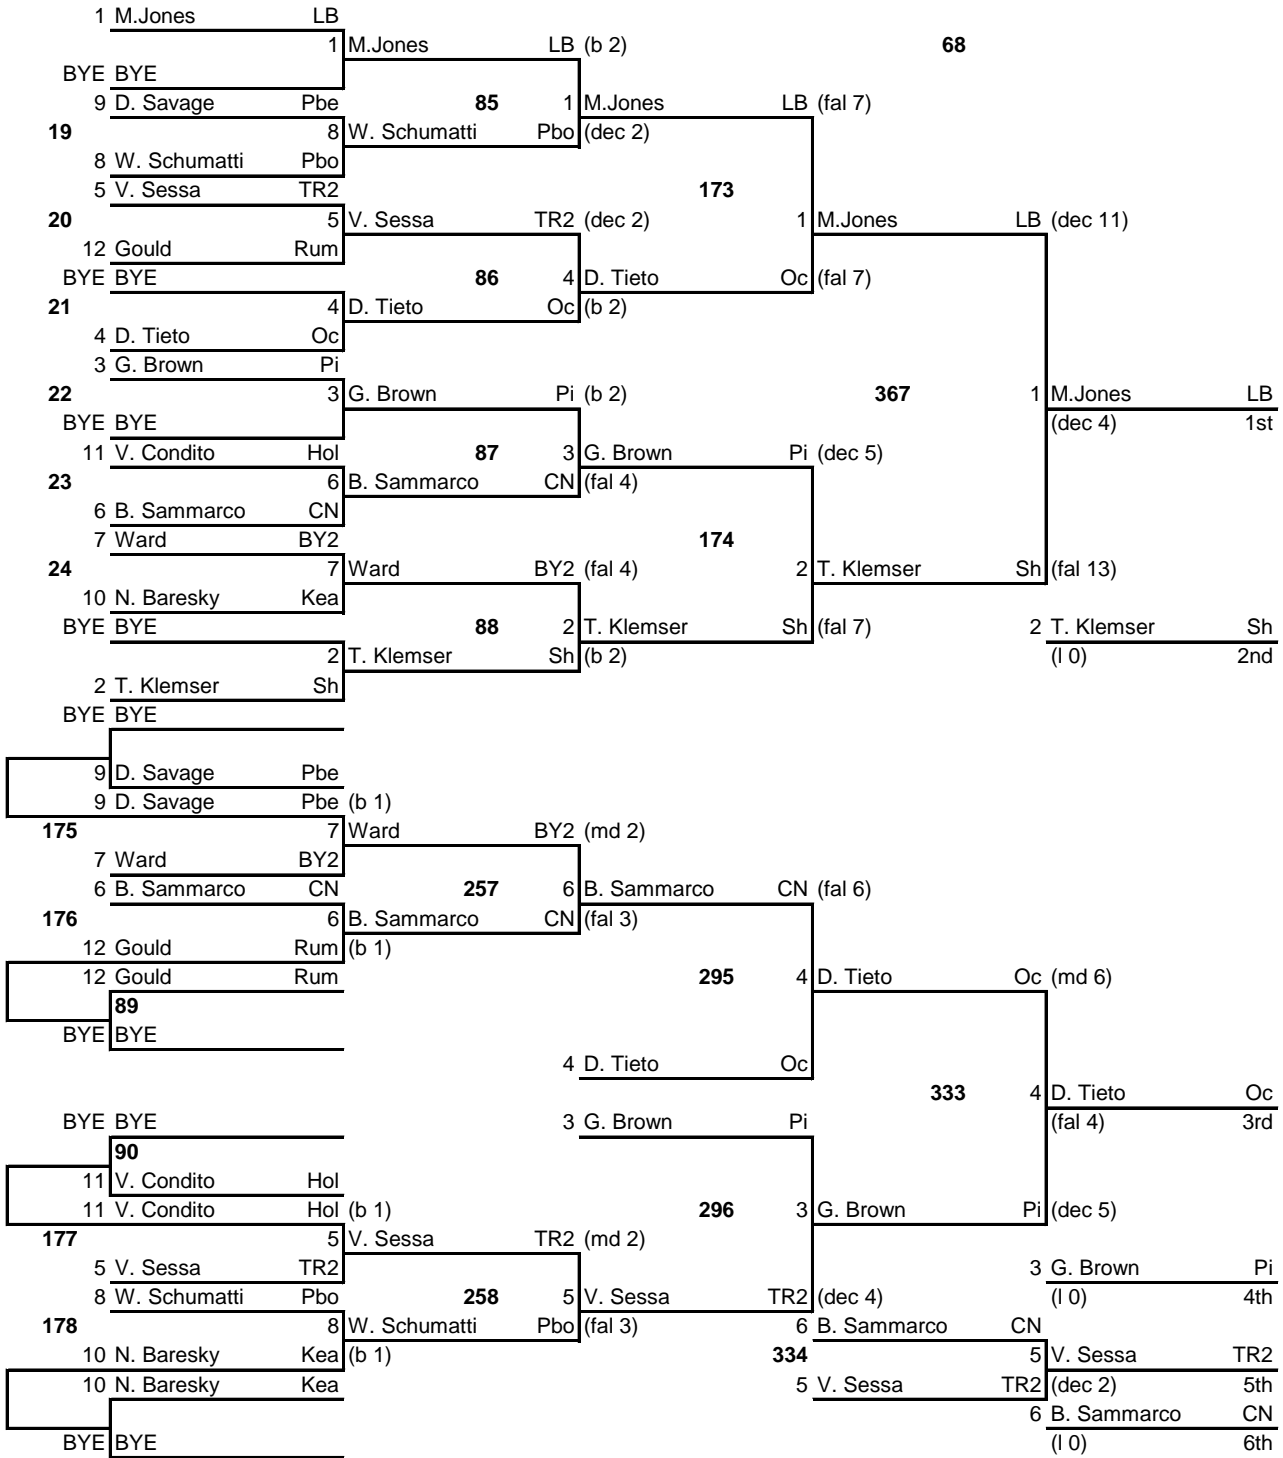 1 M.Jones LB
1 M.Jones LB (b 2) 68
BYE BYE
9 D. Savage Pbe 85 1 M.Jones LB (fal 7)
19 8 W. Schumatti Pbo (dec 2)
8 W. Schumatti Pbo
5 V. Sessa TR2 173
20 5 V. Sessa TR2 (dec 2) 1 M.Jones LB (dec 11)
12 Gould Rum
BYE BYE 86 4 D. Tieto Oc (fal 7)
21 4 D. Tieto Oc (b 2)
4 D. Tieto Oc
3 G. Brown Pi
22 3 G. Brown Pi (b 2) 367 1 M.Jones LB
BYE BYE (dec 4) 1st
11 V. Condito Hol 87 3 G. Brown Pi (dec 5)
23 6 B. Sammarco CN (fal 4)
6 B. Sammarco CN
7 Ward BY2 174
24 7 Ward BY2 (fal 4) 2 T. Klemser Sh (fal 13)
10 N. Baresky Kea
BYE BYE 88 2 T. Klemser Sh (fal 7) 2 T. Klemser Sh
2 T. Klemser Sh (b 2) (l 0) 2nd
2 T. Klemser Sh
BYE BYE
9 D. Savage Pbe
9 D. Savage Pbe (b 1)
175 7 Ward BY2 (md 2)
7 Ward BY2
6 B. Sammarco CN 257 6 B. Sammarco CN (fal 6)
176 6 B. Sammarco CN (fal 3)
12 Gould Rum (b 1)
12 Gould Rum 295 4 D. Tieto Oc (md 6)
89
BYE BYE
4 D. Tieto Oc
333 4 D. Tieto Oc
BYE BYE 3 G. Brown Pi (fal 4) 3rd
90
11 V. Condito Hol
11 V. Condito Hol (b 1) 296 3 G. Brown Pi (dec 5)
177 5 V. Sessa TR2 (md 2)
5 V. Sessa TR2 3 G. Brown Pi
8 W. Schumatti Pbo 258 5 V. Sessa TR2 (dec 4) (l 0) 4th
178 8 W. Schumatti Pbo (fal 3) 6 B. Sammarco CN
10 N. Baresky Kea (b 1) 334 5 V. Sessa TR2
10 N. Baresky Kea 5 V. Sessa TR2 (dec 2) 5th
6 B. Sammarco CN
BYE BYE (l 0) 6th